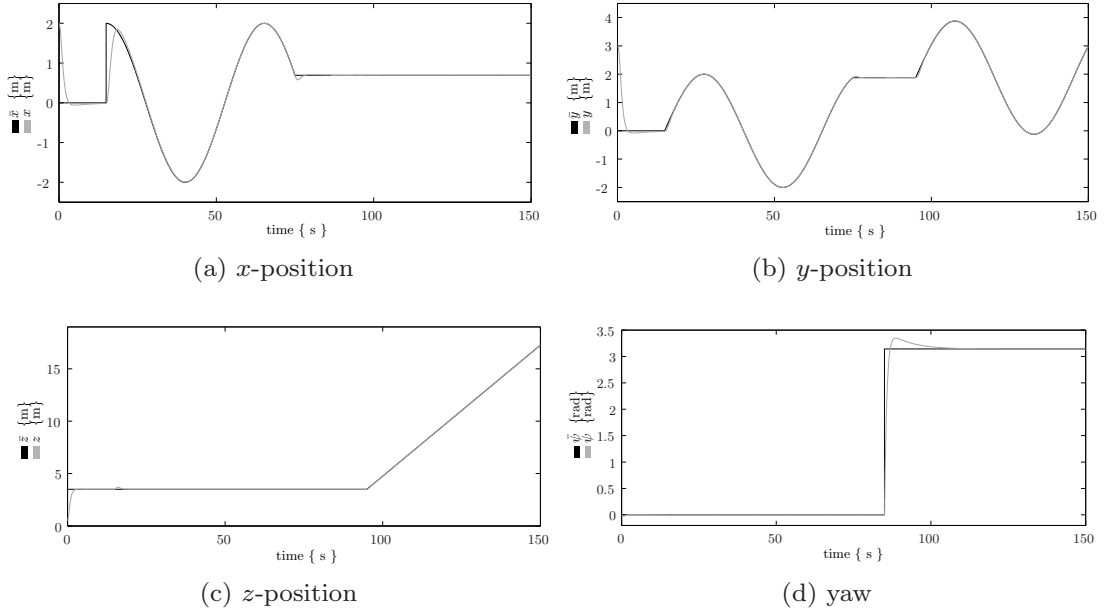 2
1
0
-1
-2
x̄ {m}
x {m}
0 50 100 150
time { s }
(a) x-position
4
3
2
1
0
-1
-2
ȳ {m}
y {m}
0 50 100 150
time { s }
(b) y-position
15
10
5
0
z̄ {m}
z {m}
0 50 100 150
time { s }
(c) z-position
3.5
3
2.5
2
1.5
1
0.5
0
ψ̄ {rad}
ψ {rad}
0 50 100 150
time { s }
(d) yaw